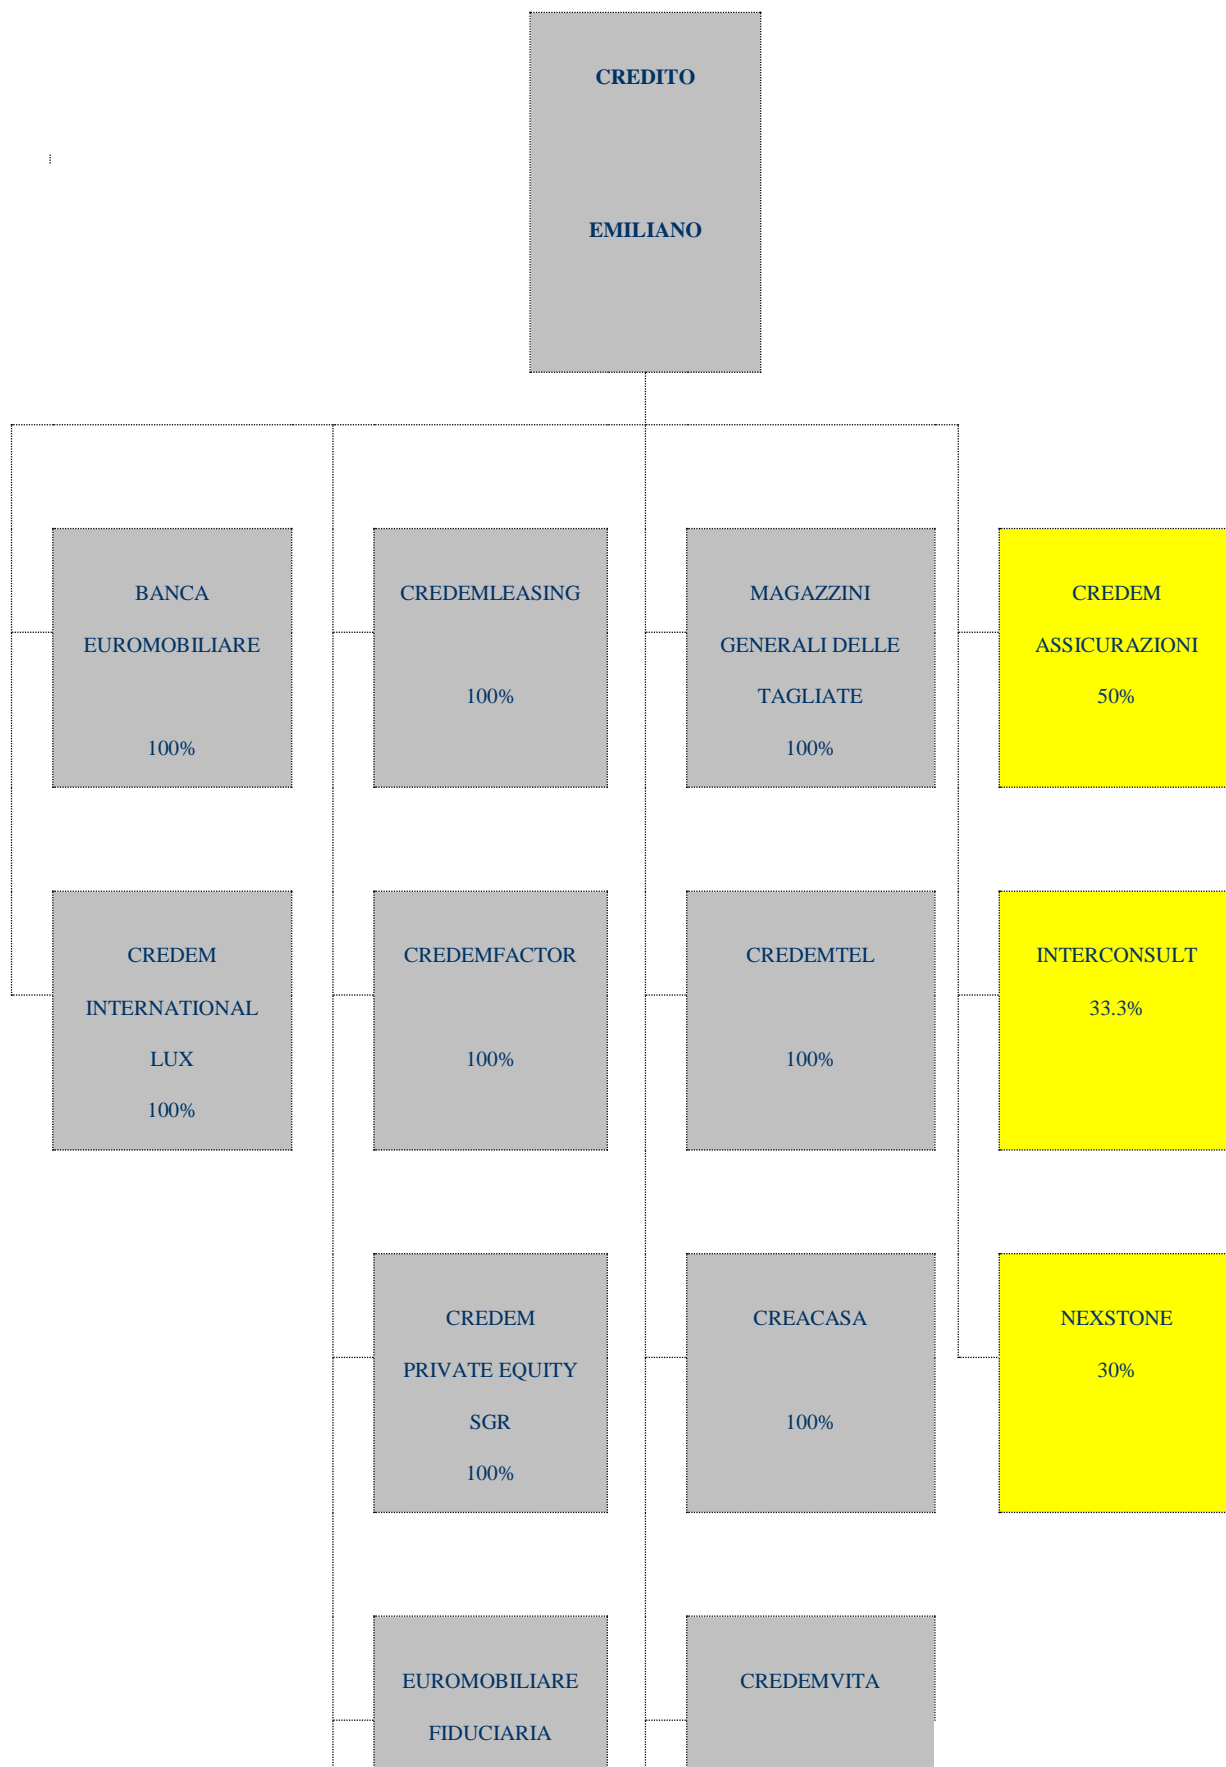 CREDITO
EMILIANO
BANCA
EUROMOBILIARE
100%
CREDEMLEASING
100%
MAGAZZINI
GENERALI DELLE
TAGLIATE
100%
CREDEM
ASSICURAZIONI
50%
CREDEM
INTERNATIONAL
LUX
100%
CREDEMFACTOR
100%
CREDEMTEL
100%
INTERCONSULT
33.3%
CREDEM
PRIVATE EQUITY
SGR
100%
CREACASA
100%
NEXSTONE
30%
EUROMOBILIARE
FIDUCIARIA
CREDEMVITA